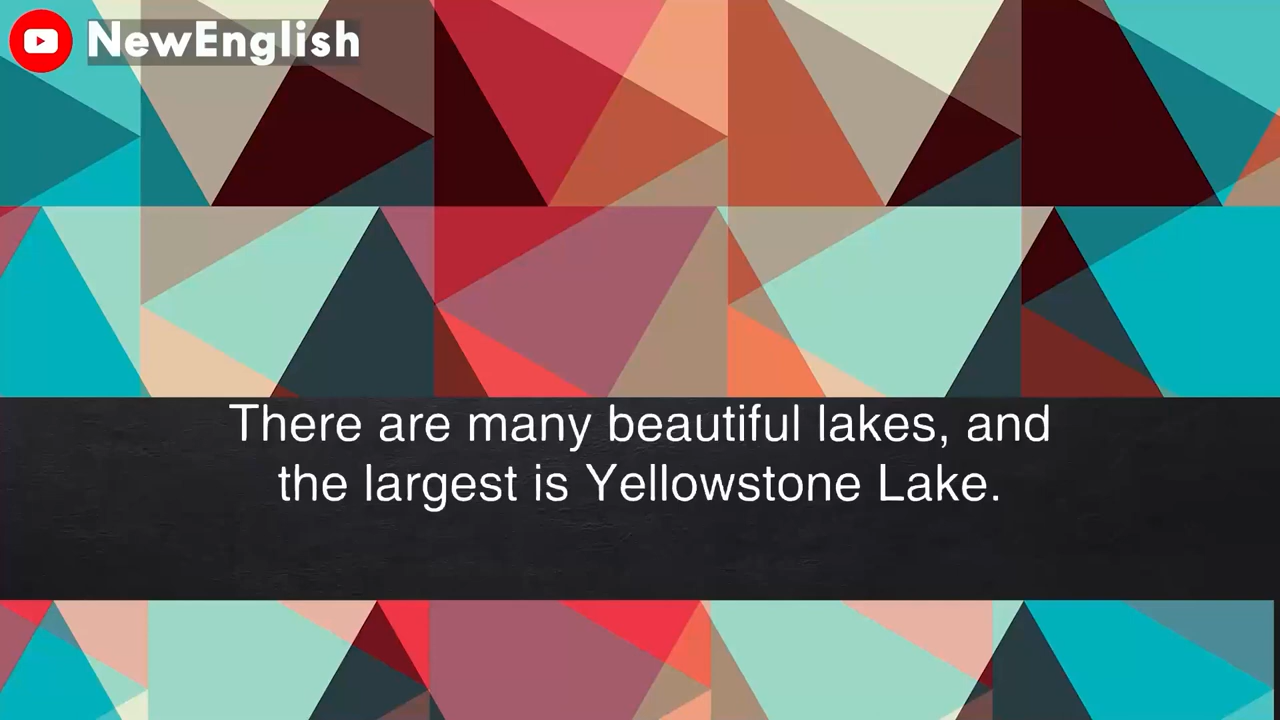 NewEnglish
There are many beautiful lakes, and
the largest is Yellowstone Lake.